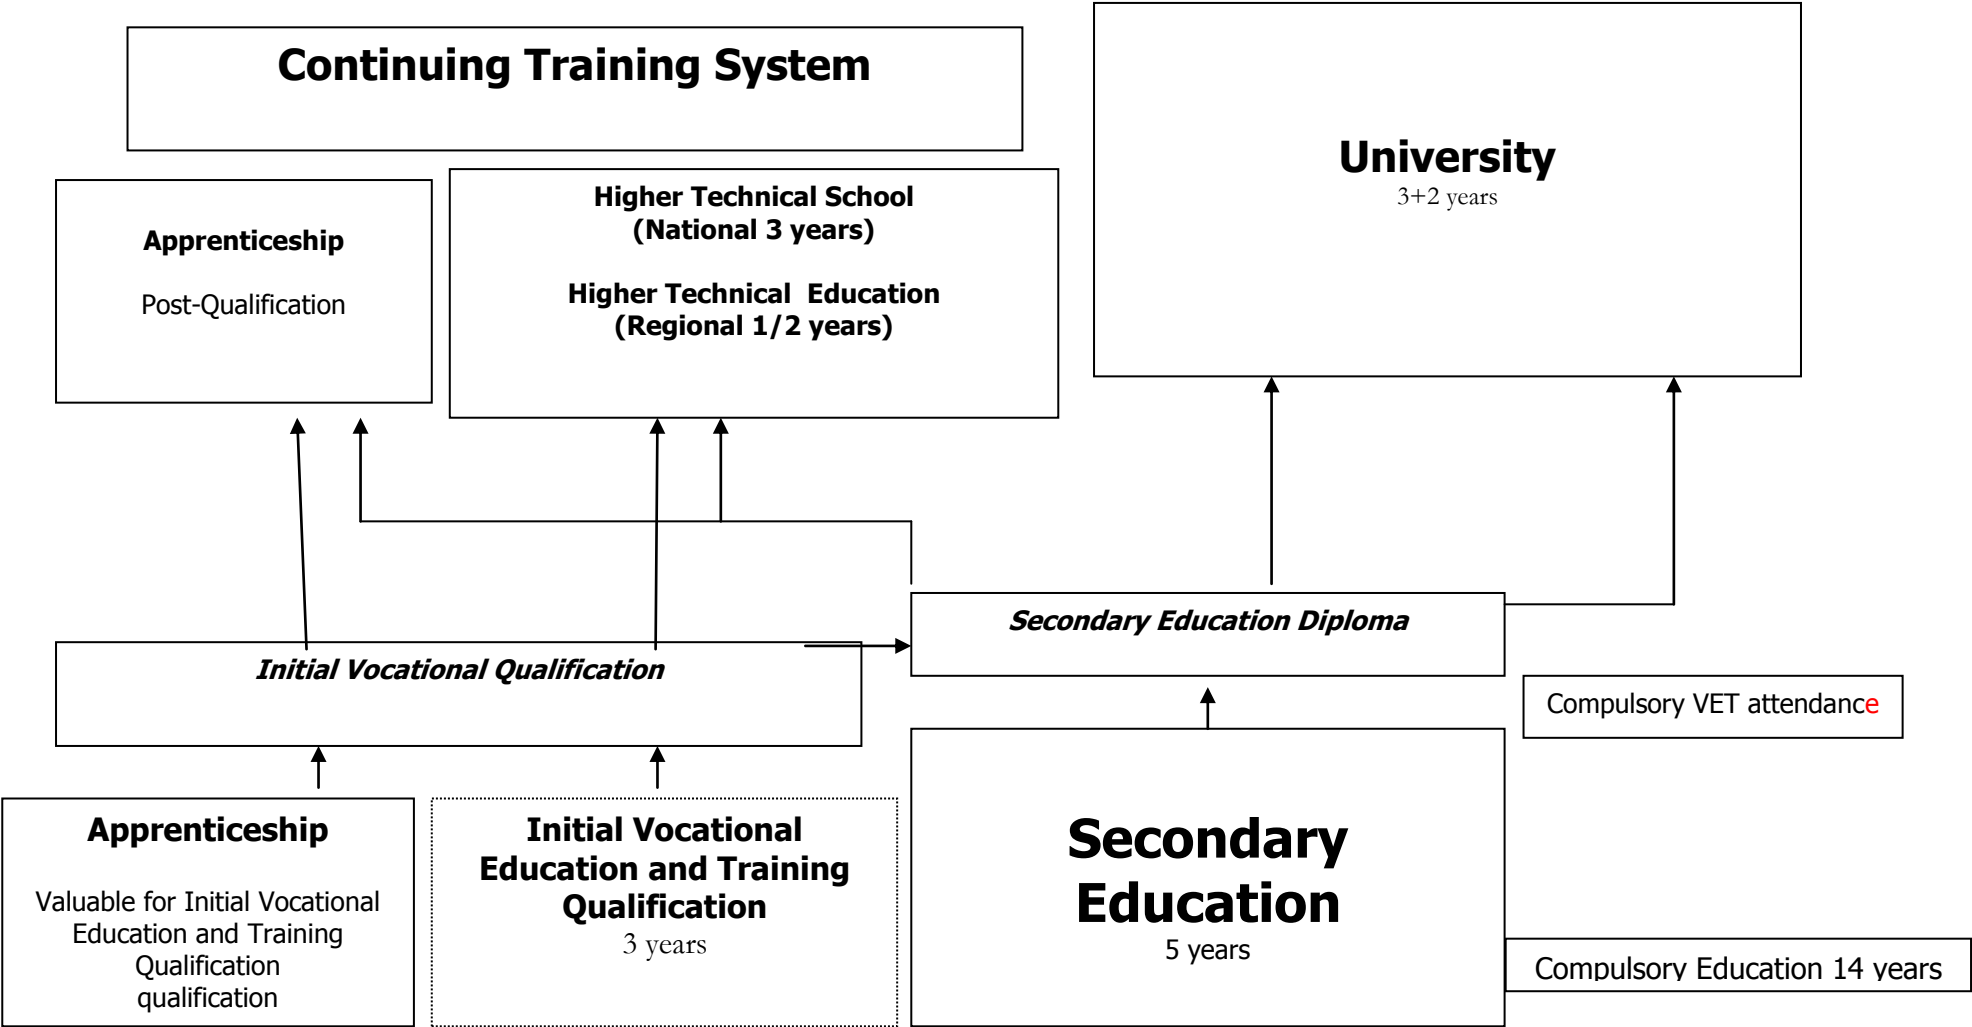 Continuing Training System
University
3+2 years
Apprenticeship
Post-Qualification
Higher Technical School
(National 3 years)
Higher Technical Education
(Regional 1/2 years)
Secondary Education Diploma
Initial Vocational Qualification
Compulsory VET attendance
Apprenticeship
Valuable for Initial Vocational
Education and Training
Qualification
qualification
Initial Vocational
Education and Training
Qualification
3 years
Secondary
Education
5 years
Compulsory Education 14 years